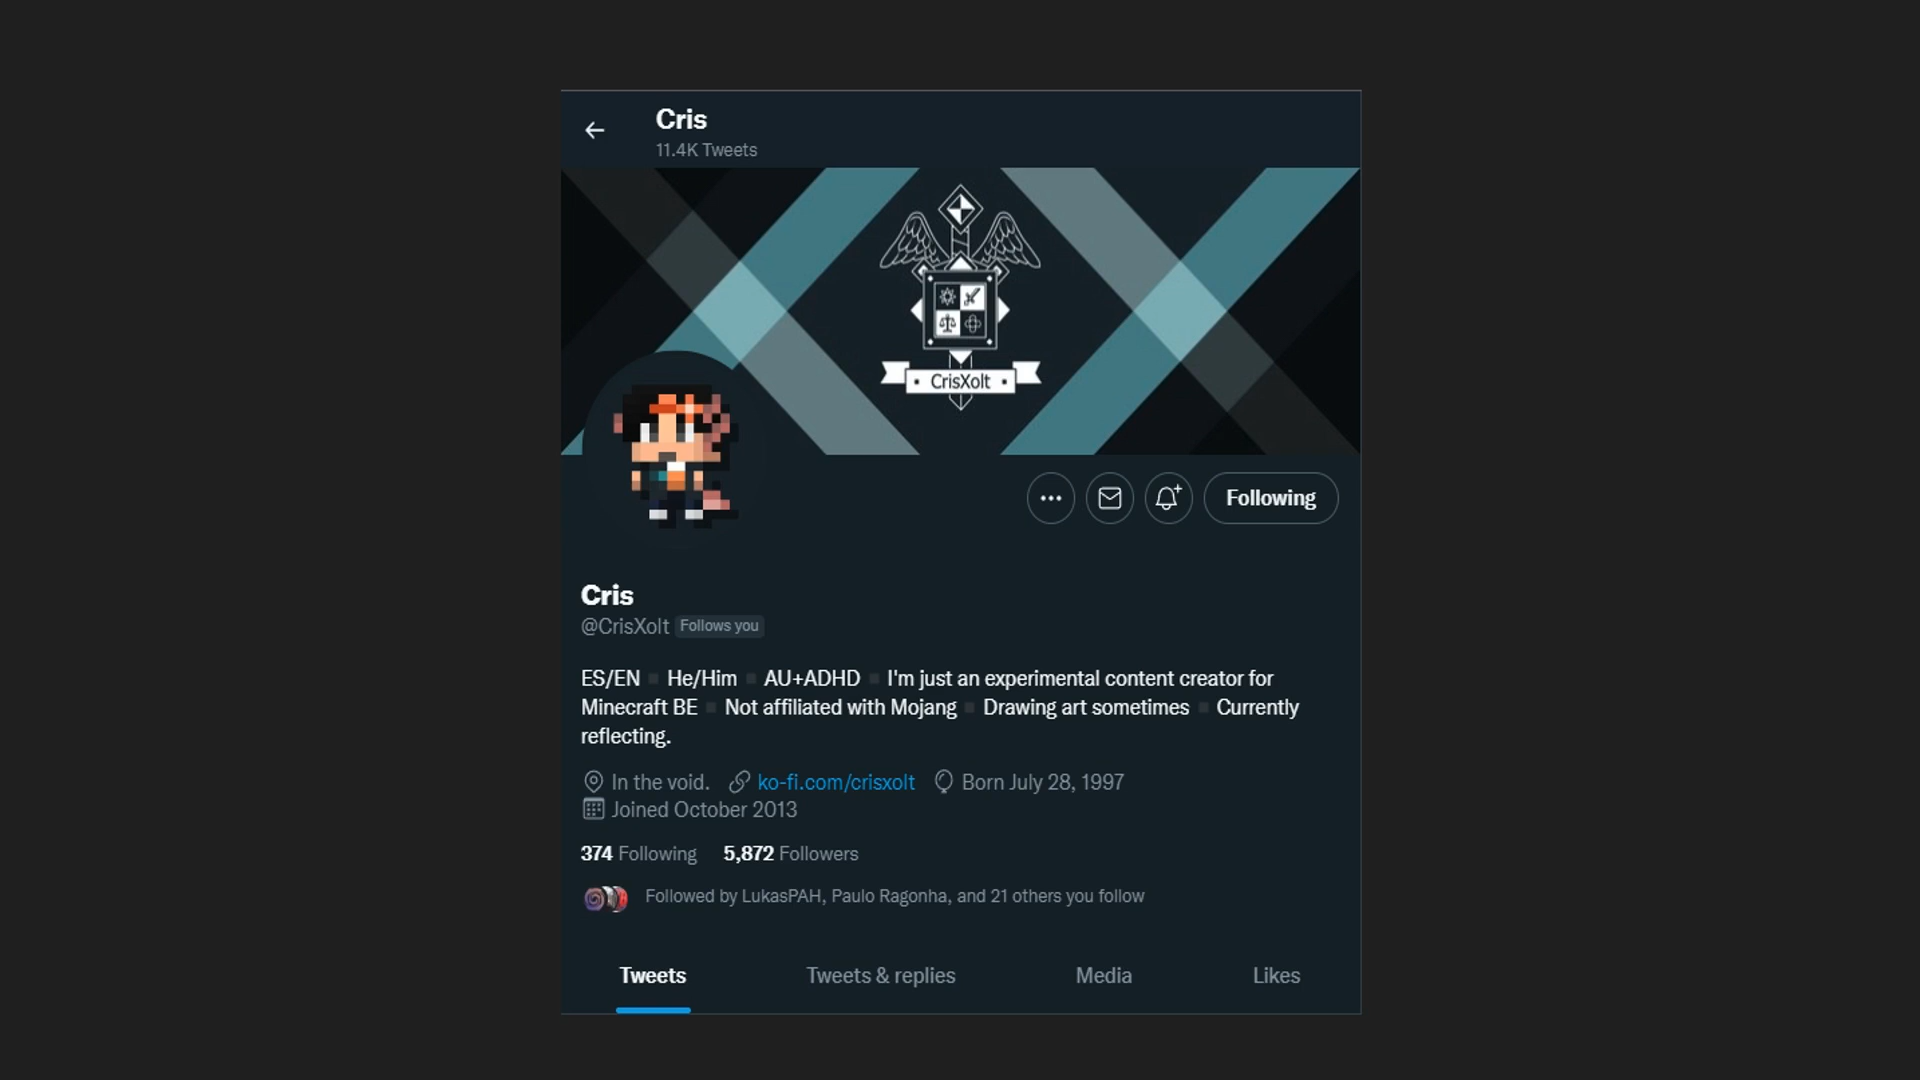 Cris
11.4K Tweets
CrisXolt
Following
Cris
@CrisXolt Follows you
ES/EN ▪ He/Him ▪ AU+ADHD ▪ I'm just an experimental content creator for
Minecraft BE ▪ Not affiliated with Mojang ▪ Drawing art sometimes ▪ Currently
reflecting.
In the void. ko-fi.com/crisxolt Born July 28, 1997
Joined October 2013
374 Following 5,872 Followers
Followed by LukasPAH, Paulo Ragonha, and 21 others you follow
Tweets Tweets & replies Media Likes